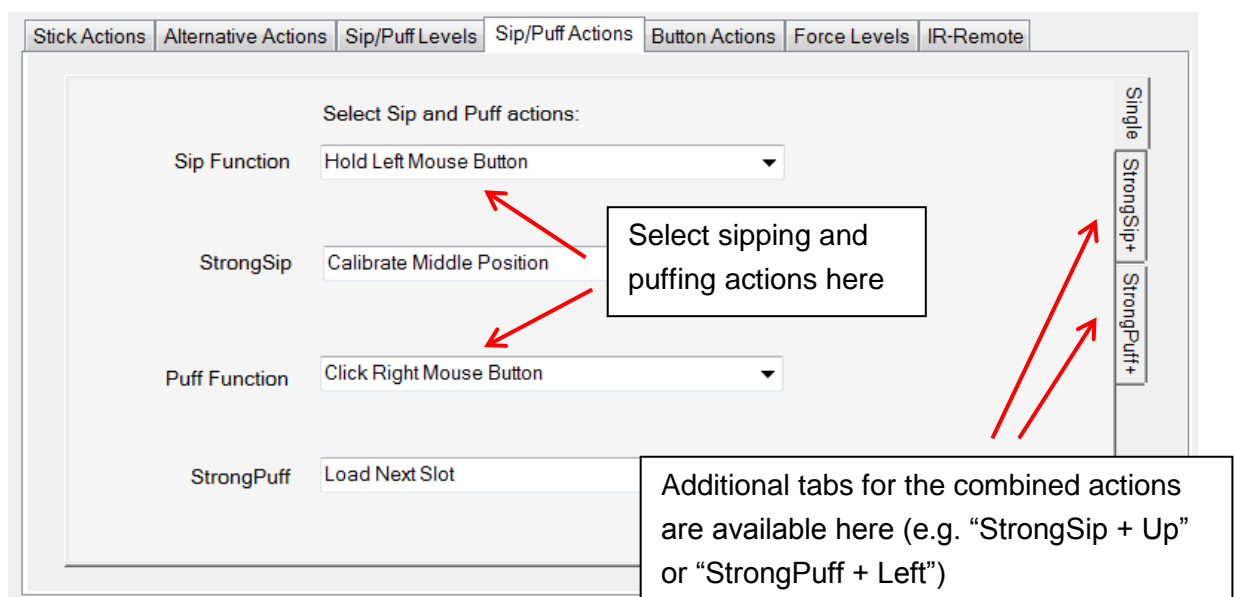 Stick Actions Alternative Actions Sip/Puff Levels Sip/Puff Actions Button Actions Force Levels IR-Remote
Select Sip and Puff actions:
Sip Function Hold Left Mouse Button
StrongSip Calibrate Middle Position
Select sipping and
puffing actions here
Puff Function Click Right Mouse Button
StrongPuff Load Next Slot
Single
StrongSip+
StrongPuff+
Additional tabs for the combined actions
are available here (e.g. “StrongSip + Up”
or “StrongPuff + Left”)